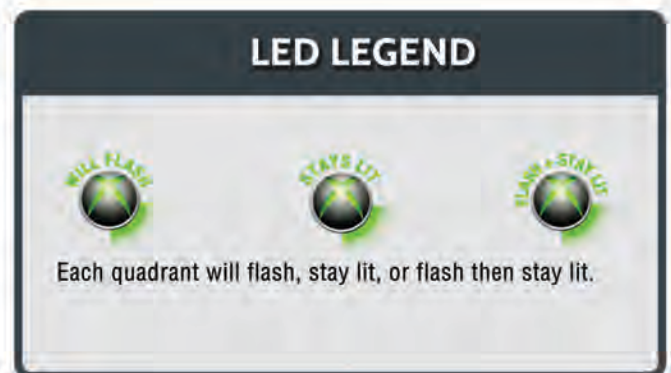 LED LEGEND
WILL FLASH
STAYS LIT
FLASH + STAY LIT
Each quadrant will flash, stay lit, or flash then stay lit.